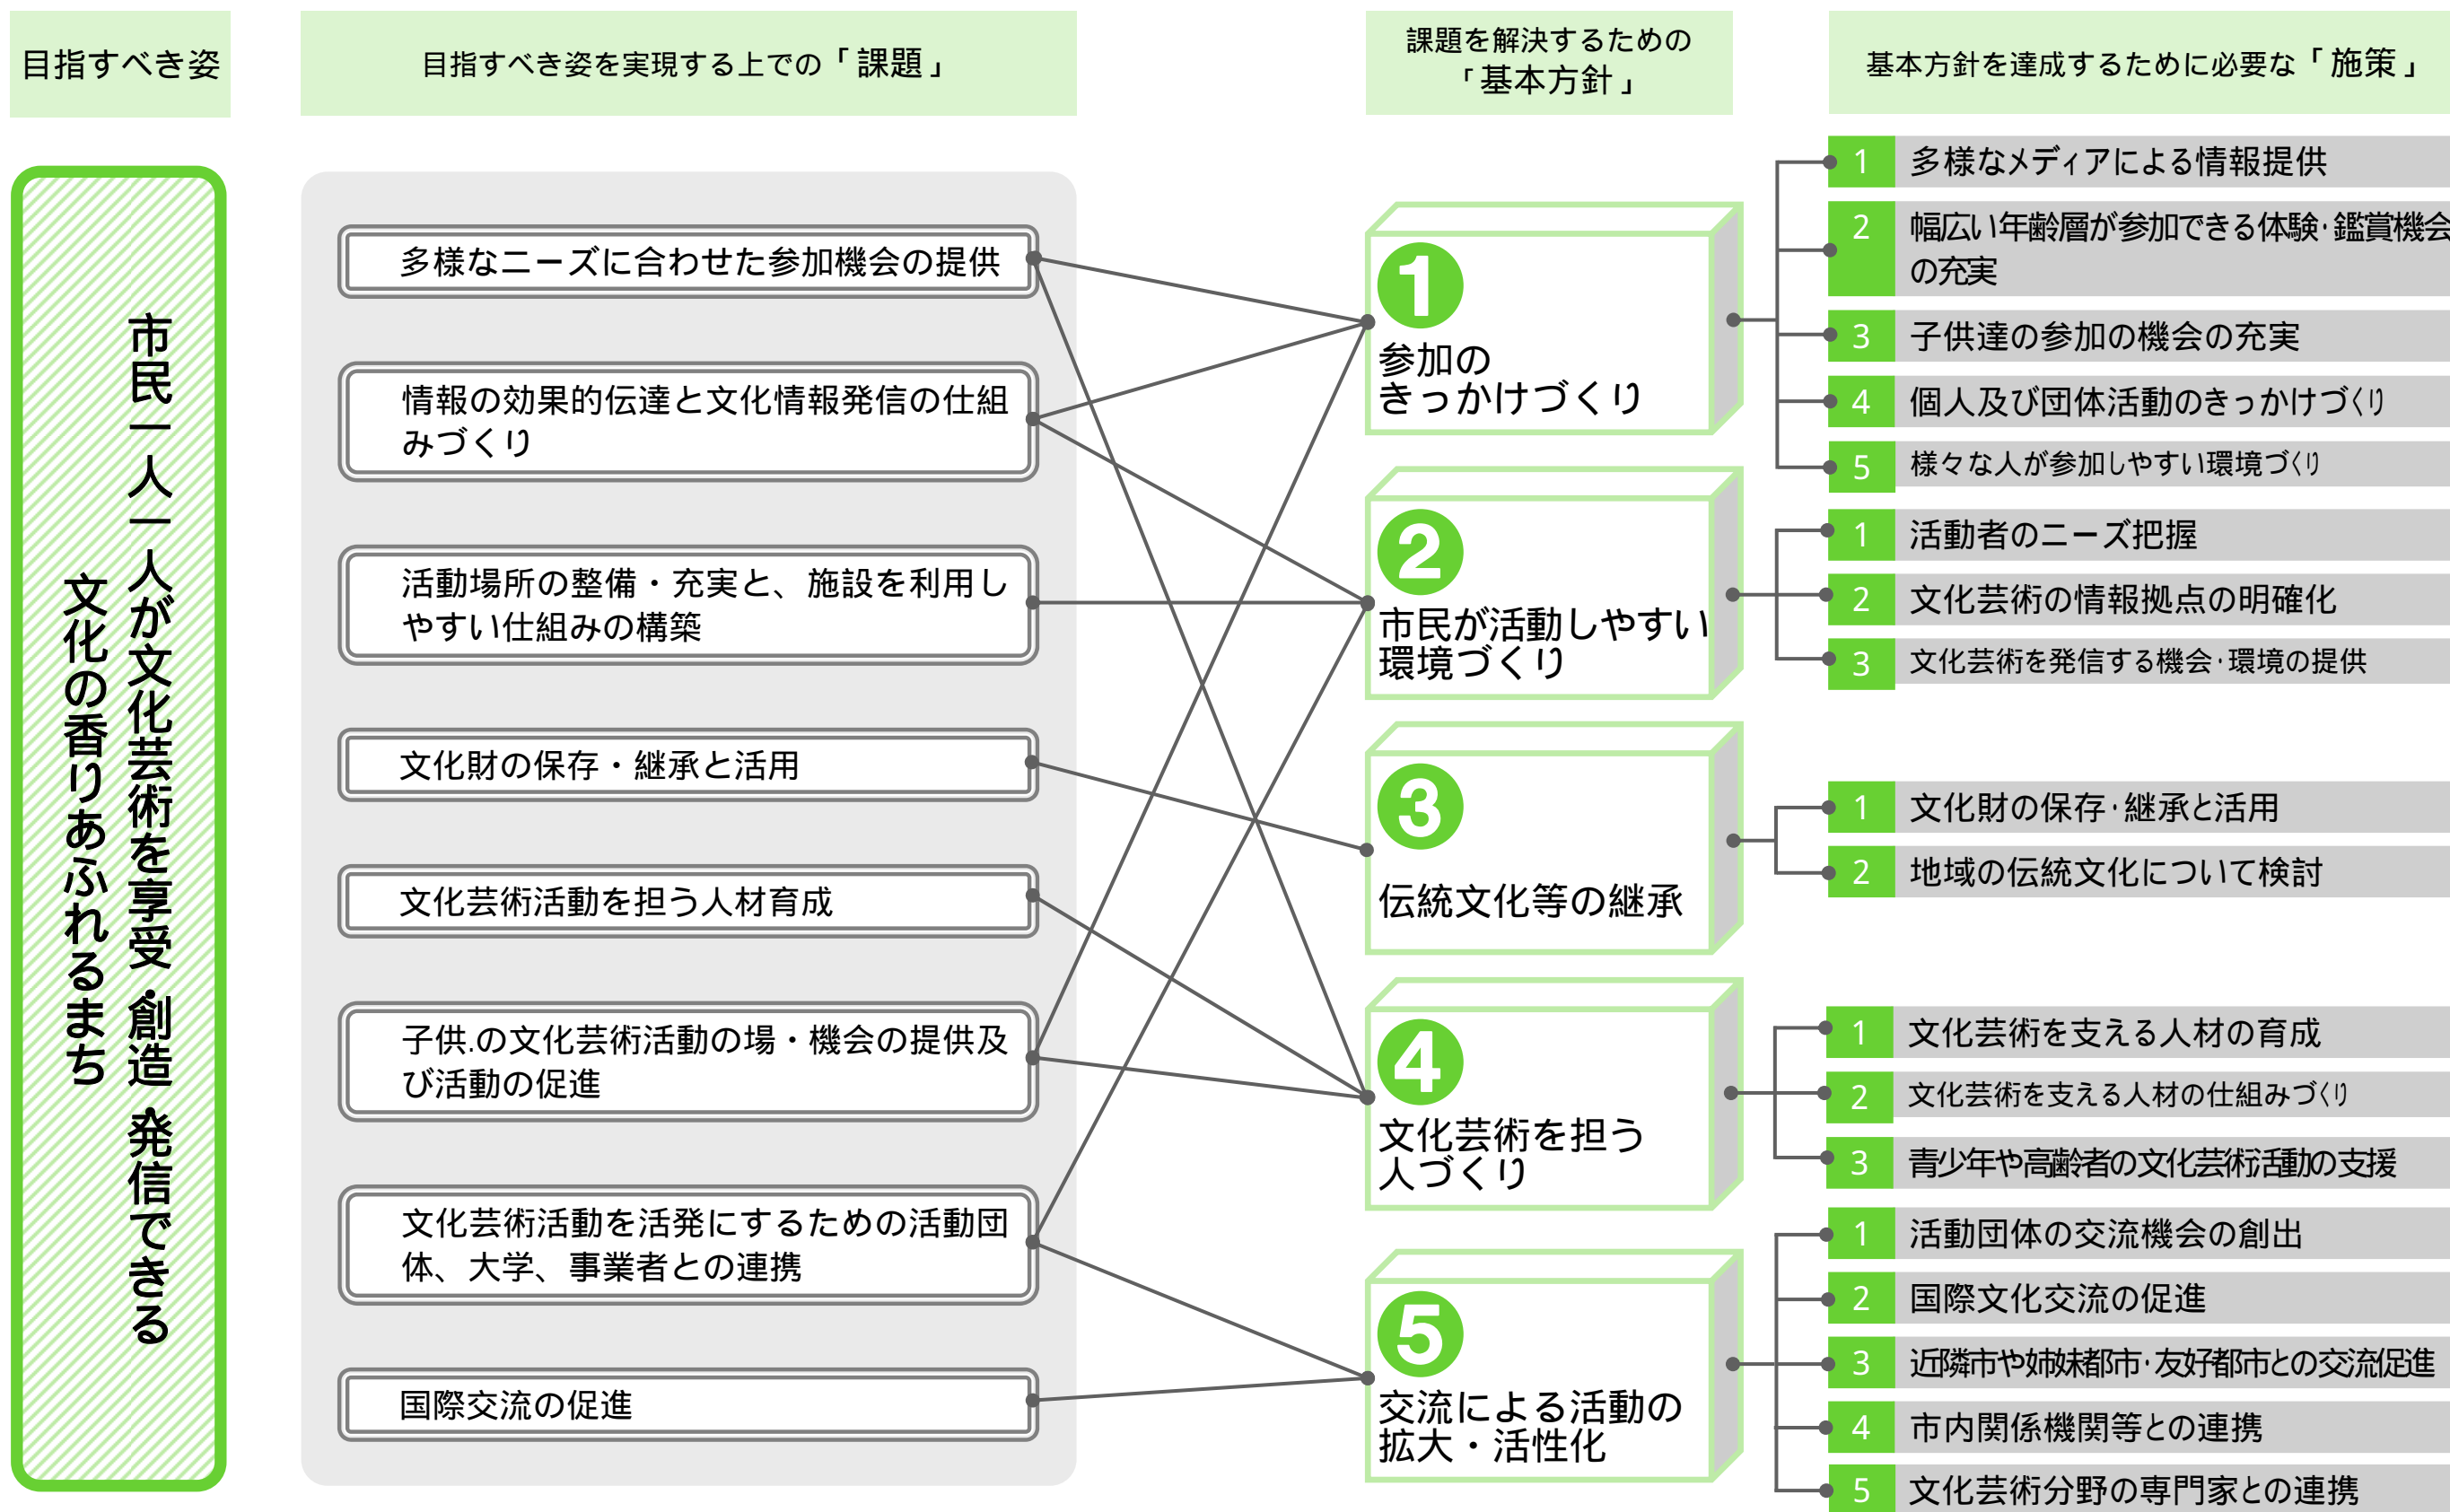 目指すべき姿
目指すべき姿を実現する上での「課題」
課題を解決するための
「基本方針」
基本方針を達成するために必要な「施策」
市民一人一人が文化芸術を享受・創造・発信できる
文化の香りあふれるまち
多様なニーズに合わせた参加機会の提供
情報の効果的伝達と文化情報発信の仕組
みづくり
活動場所の整備・充実と、施設を利用し
やすい仕組みの構築
文化財の保存・継承と活用
文化芸術活動を担う人材育成
子供.の文化芸術活動の場・機会の提供及
び活動の促進
文化芸術活動を活発にするための活動団
体、大学、事業者との連携
国際交流の促進
1
参加の
きっかけづくり
2
市民が活動しやすい
環境づくり
3
伝統文化等の継承
4
文化芸術を担う
人づくり
5
交流による活動の
拡大・活性化
1 多様なメディアによる情報提供
2 幅広い年齢層が参加できる体験・鑑賞機会
の充実
3 子供達の参加の機会の充実
4 個人及び団体活動のきっかけづくり
5 様々な人が参加しやすい環境づくり
1 活動者のニーズ把握
2 文化芸術の情報拠点の明確化
3 文化芸術を発信する機会・環境の提供
1 文化財の保存・継承と活用
2 地域の伝統文化について検討
1 文化芸術を支える人材の育成
2 文化芸術を支える人材の仕組みづくり
3 青少年や高齢者の文化芸術活動の支援
1 活動団体の交流機会の創出
2 国際文化交流の促進
3 近隣市や姉妹都市・友好都市との交流促進
4 市内関係機関等との連携
5 文化芸術分野の専門家との連携